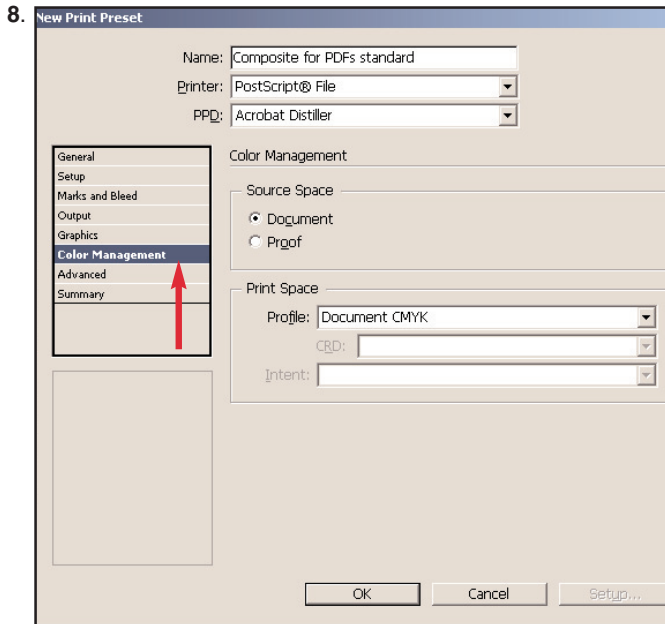 8.
New Print Preset
Name: Composite for PDFs standard
Printer: PostScript® File
PPD: Acrobat Distiller
General
Setup
Marks and Bleed
Output
Graphics
Color Management
Advanced
Summary
Color Management
Source Space
Document
Proof
Print Space
Profile: Document CMYK
CRD:
Intent:
OK Cancel Setup...